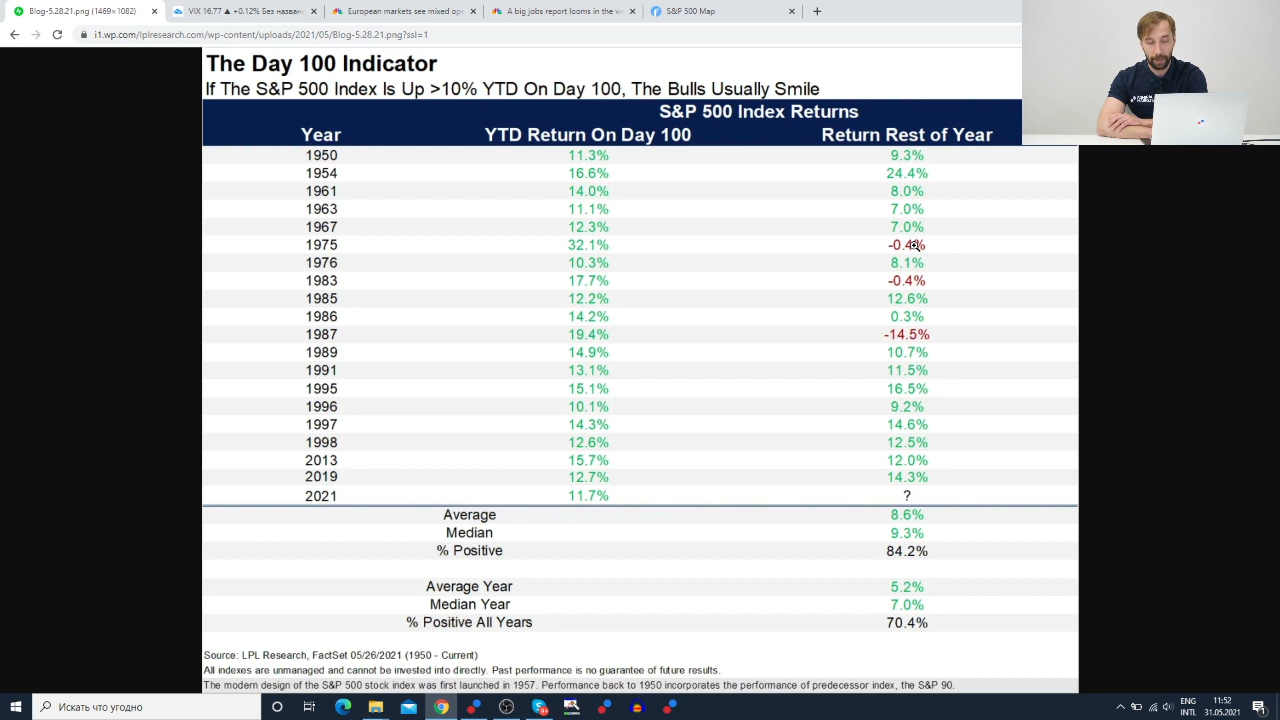 Blog-5.28.21.png (1469×1082)
VIX 16.77 ▲ +0.12% Без назван
European markets see mixed ope
A big jobs report looms in the we
S&P 500 Map
i1.wp.com/lplresearch.com/wp-content/uploads/2021/05/Blog-5.28.21.png?ssl=1
The Day 100 Indicator
If The S&P 500 Index Is Up >10% YTD On Day 100, The Bulls Usually Smile
S&P 500 Index Returns
Year YTD Return On Day 100 Return Rest of Year
1950 11.3% 9.3%
1954 16.6% 24.4%
1961 14.0% 8.0%
1963 11.1% 7.0%
1967 12.3% 7.0%
1975 32.1% -0.4%
1976 10.3% 8.1%
1983 17.7% -0.4%
1985 12.2% 12.6%
1986 14.2% 0.3%
1987 19.4% -14.5%
1989 14.9% 10.7%
1991 13.1% 11.5%
1995 15.1% 16.5%
1996 10.1% 9.2%
1997 14.3% 14.6%
1998 12.6% 12.5%
2013 15.7% 12.0%
2019 12.7% 14.3%
2021 11.7% ?
Average 8.6%
Median 9.3%
% Positive 84.2%
Average Year 5.2%
Median Year 7.0%
% Positive All Years 70.4%
Source: LPL Research, FactSet 05/26/2021 (1950 - Current)
All indexes are unmanaged and cannot be invested into directly. Past performance is no guarantee of future results.
The modern design of the S&P 500 stock index was first launched in 1957. Performance back to 1950 incorporates the performance of predecessor index, the S&P 90.
Искать что угодно
ENG 11:52
INTL 31.05.2021